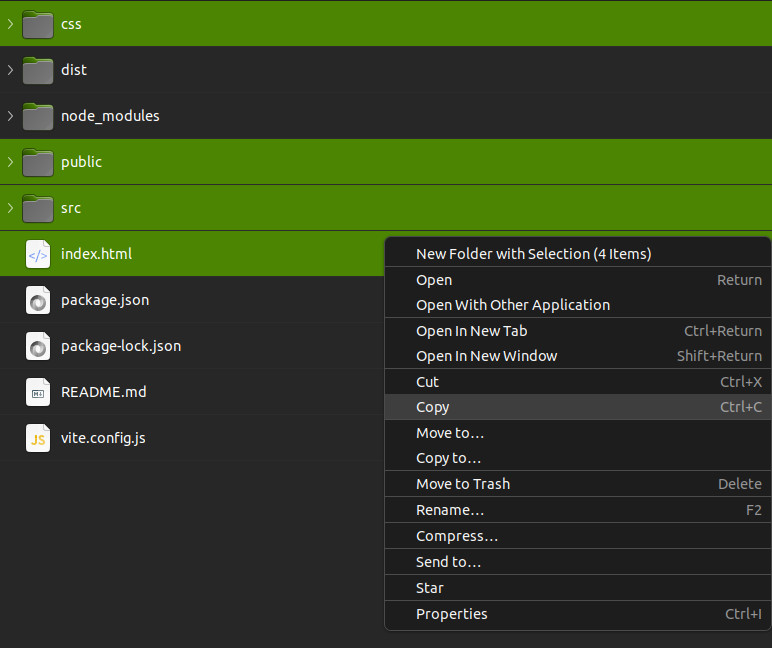 css
dist
node_modules
public
src
index.html
package.json
package-lock.json
README.md
JS vite.config.js
New Folder with Selection (4 Items)
Open Return
Open With Other Application
Open In New Tab Ctrl+Return
Open In New Window Shift+Return
Cut Ctrl+X
Copy Ctrl+C
Move to…
Copy to…
Move to Trash Delete
Rename… F2
Compress…
Send to…
Star
Properties Ctrl+I